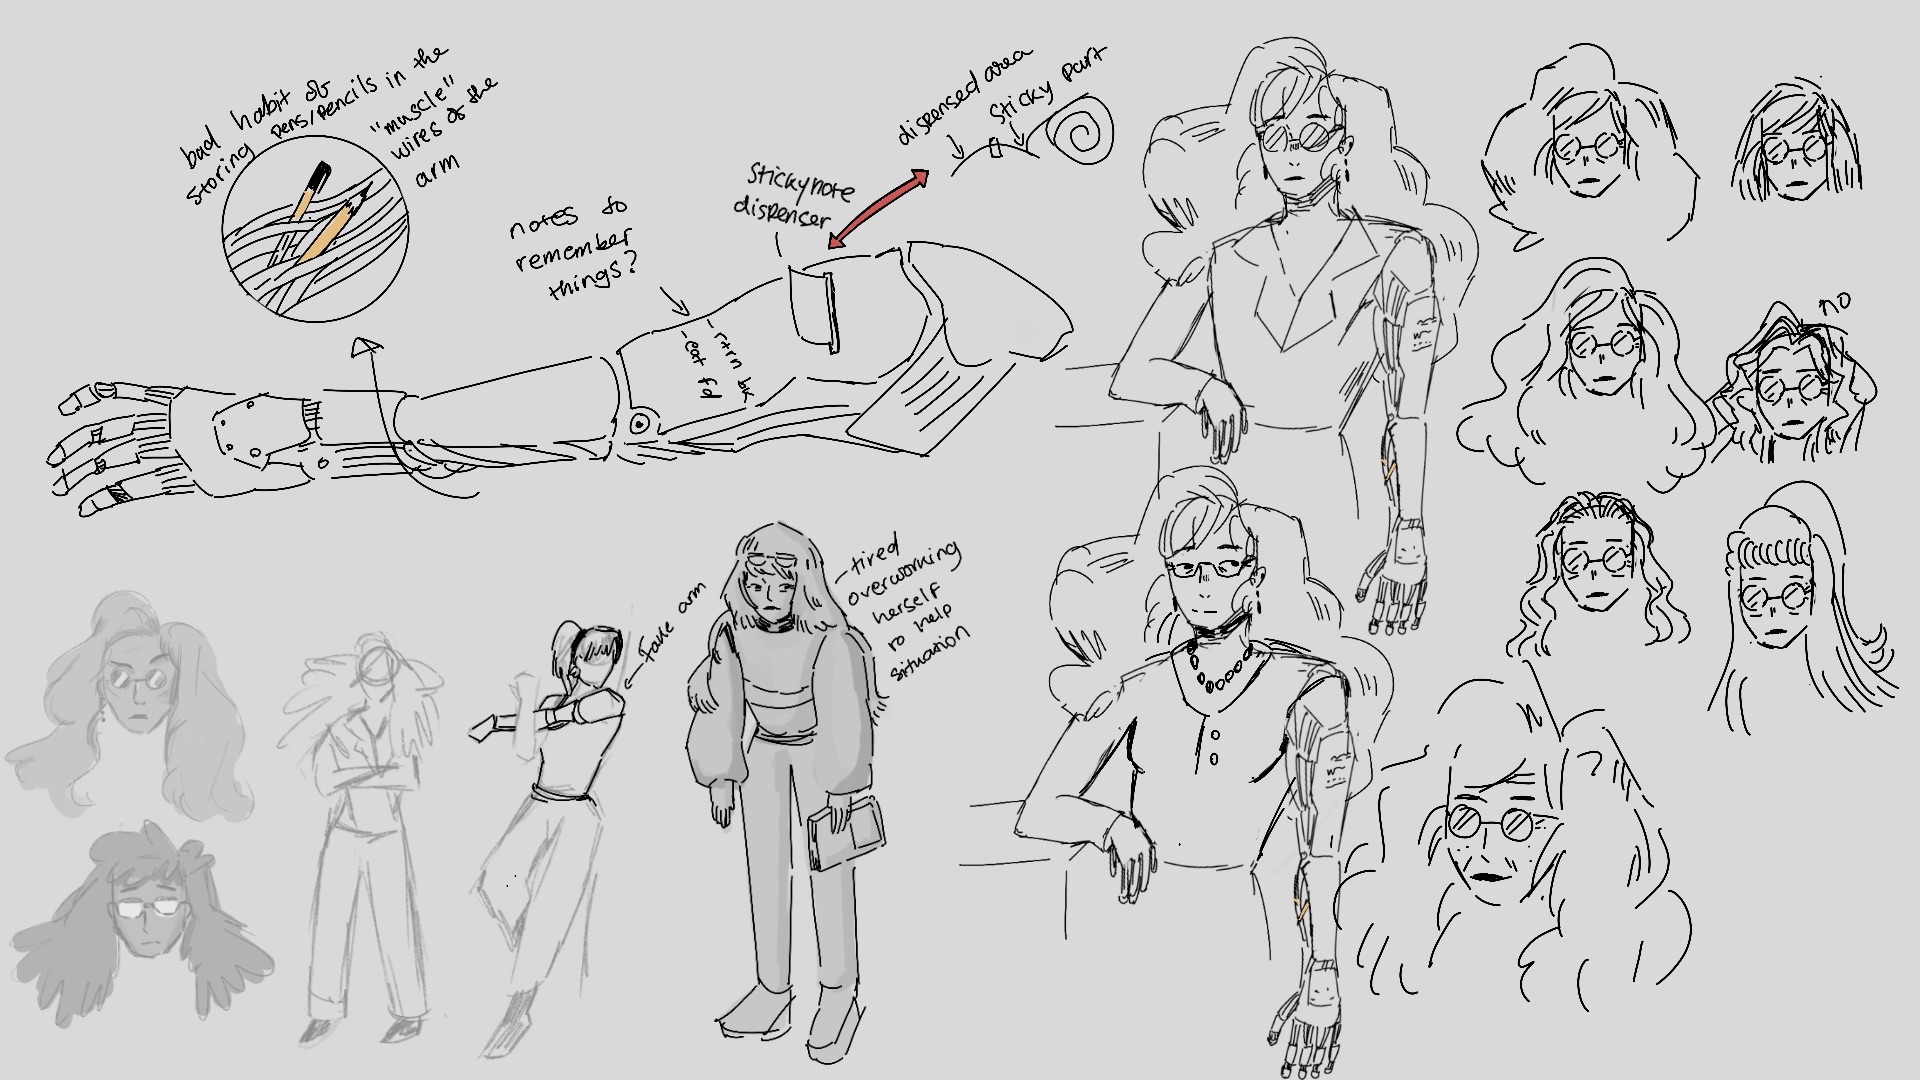 bad habit of
storing pens/pencils in the
"muscle"
wires of the
arm
notes to
remember
things?
- rtrn bk
- eat fd
Stickynote
dispenser
dispensed area
Sticky part
no
fake arm
- tired
overworking
herself
to help
situation